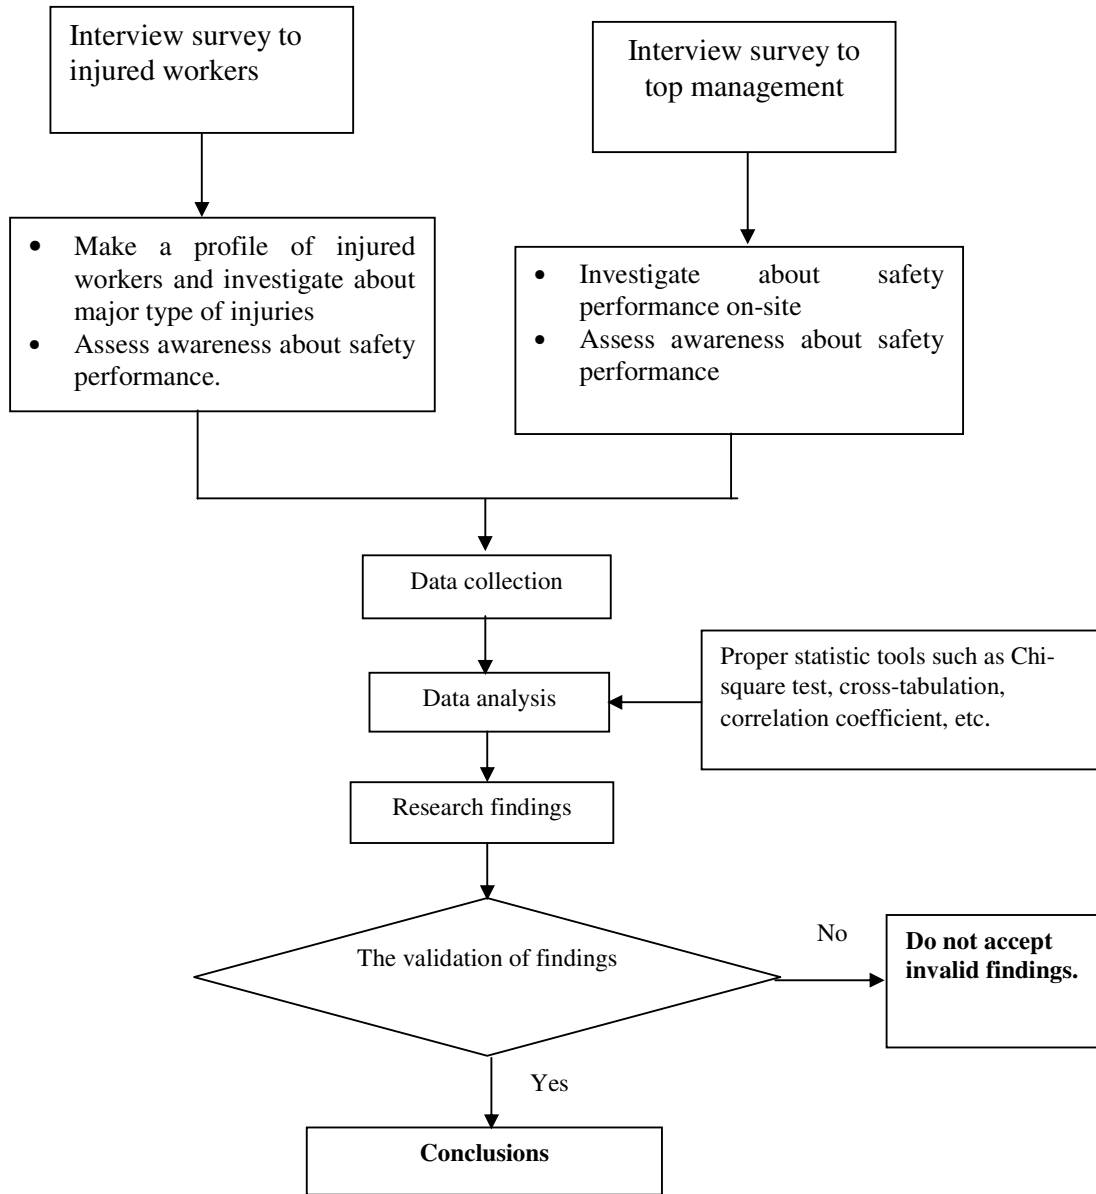 Interview survey to
injured workers
Interview survey to
top management
• Make a profile of injured
workers and investigate about
major type of injuries
• Assess awareness about safety
performance.
• Investigate about safety
performance on-site
• Assess awareness about safety
performance
Data collection
Data analysis
Proper statistic tools such as Chi-
square test, cross-tabulation,
correlation coefficient, etc.
Research findings
The validation of findings
No
Do not accept
invalid findings.
Yes
Conclusions